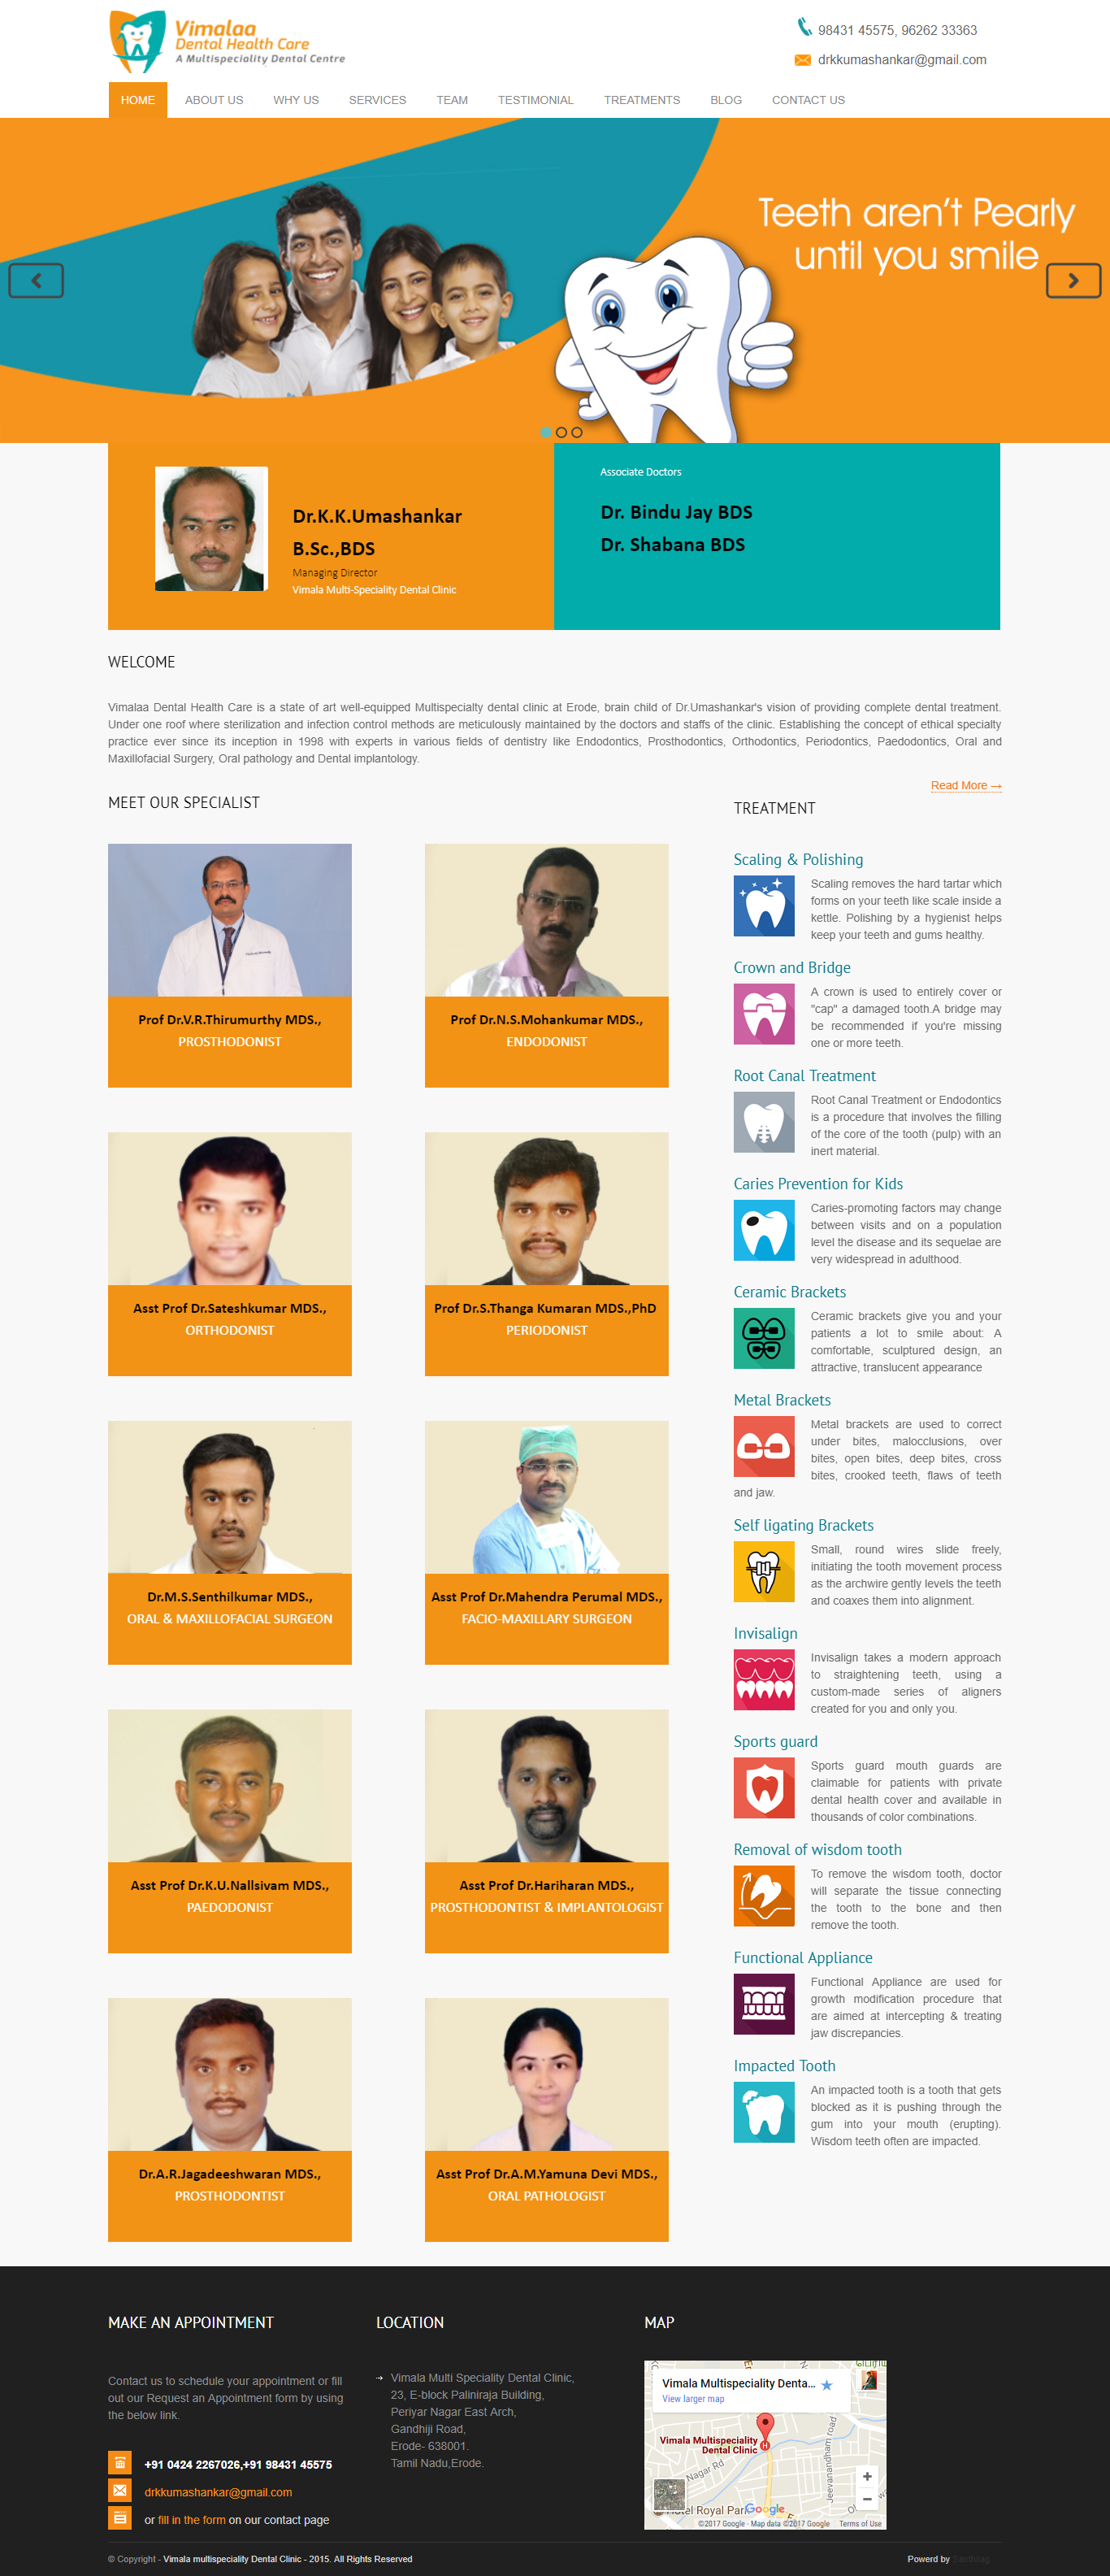 Vimalaa
Dental Health Care
A Multispeciality Dental Centre
98431 45575, 96262 33363
drkkumashankar@gmail.com
HOME
ABOUT US
WHY US
SERVICES
TEAM
TESTIMONIAL
TREATMENTS
BLOG
CONTACT US
Teeth aren't Pearly
until you smile
Dr.K.K.Umashankar
B.Sc.,BDS
Managing Director
Vimala Multi-Speciality Dental Clinic
Associate Doctors
Dr. Bindu Jay BDS
Dr. Shabana BDS
WELCOME
Vimalaa Dental Health Care is a state of art well-equipped Multispecialty dental clinic at Erode, brain child of Dr.Umashankar's vision of providing complete dental treatment.
Under one roof where sterilization and infection control methods are meticulously maintained by the doctors and staffs of the clinic. Establishing the concept of ethical specialty
practice ever since its inception in 1998 with experts in various fields of dentistry like Endodontics, Prosthodontics, Orthodontics, Periodontics, Paedodontics, Oral and
Maxillofacial Surgery, Oral pathology and Dental implantology.
Read More →
MEET OUR SPECIALIST
Prof Dr.V.R.Thirumurthy MDS.,
PROSTHODONIST
Prof Dr.N.S.Mohankumar MDS.,
ENDODONIST
Asst Prof Dr.Sateshkumar MDS.,
ORTHODONIST
Prof Dr.S.Thanga Kumaran MDS.,PhD
PERIODONIST
Dr.M.S.Senthilkumar MDS.,
ORAL & MAXILLOFACIAL SURGEON
Asst Prof Dr.Mahendra Perumal MDS.,
FACIO-MAXILLARY SURGEON
Asst Prof Dr.K.U.Nallsivam MDS.,
PAEDODONIST
Asst Prof Dr.Hariharan MDS.,
PROSTHODONTIST & IMPLANTOLOGIST
Dr.A.R.Jagadeeshwaran MDS.,
PROSTHODONTIST
Asst Prof Dr.A.M.Yamuna Devi MDS.,
ORAL PATHOLOGIST
TREATMENT
Scaling & Polishing
Scaling removes the hard tartar which
forms on your teeth like scale inside a
kettle. Polishing by a hygienist helps
keep your teeth and gums healthy.
Crown and Bridge
A crown is used to entirely cover or
"cap" a damaged tooth.A bridge may
be recommended if you're missing
one or more teeth.
Root Canal Treatment
Root Canal Treatment or Endodontics
is a procedure that involves the filling
of the core of the tooth (pulp) with an
inert material.
Caries Prevention for Kids
Caries-promoting factors may change
between visits and on a population
level the disease and its sequelae are
very widespread in adulthood.
Ceramic Brackets
Ceramic brackets give you and your
patients a lot to smile about: A
comfortable, sculptured design, an
attractive, translucent appearance
Metal Brackets
Metal brackets are used to correct
under bites, malocclusions, over
bites, open bites, deep bites, cross
bites, crooked teeth, flaws of teeth
and jaw.
Self ligating Brackets
Small, round wires slide freely,
initiating the tooth movement process
as the archwire gently levels the teeth
and coaxes them into alignment.
Invisalign
Invisalign takes a modern approach
to straightening teeth, using a
custom-made series of aligners
created for you and only you.
Sports guard
Sports guard mouth guards are
claimable for patients with private
dental health cover and available in
thousands of color combinations.
Removal of wisdom tooth
To remove the wisdom tooth, doctor
will separate the tissue connecting
the tooth to the bone and then
remove the tooth.
Functional Appliance
Functional Appliance are used for
growth modification procedure that
are aimed at intercepting & treating
jaw discrepancies.
Impacted Tooth
An impacted tooth is a tooth that gets
blocked as it is pushing through the
gum into your mouth (erupting).
Wisdom teeth often are impacted.
MAKE AN APPOINTMENT
Contact us to schedule your appointment or fill
out our Request an Appointment form by using
the below link.
+91 0424 2267026,+91 98431 45575
drkkumashankar@gmail.com
or fill in the form on our contact page
LOCATION
Vimala Multi Speciality Dental Clinic,
23, E-block Paliniraja Building,
Periyar Nagar East Arch,
Gandhiji Road,
Erode- 638001.
Tamil Nadu,Erode.
MAP
Vimala Multispeciality Denta...
View larger map
Vimala Multispeciality
Dental Clinic
Nagar Rd
Jeevanandham road
Hotel Royal Park
Google
©2017 Google - Map data ©2017 Google
Terms of Use
© Copyright - Vimala multispeciality Dental Clinic - 2015. All Rights Reserved
Powerd by